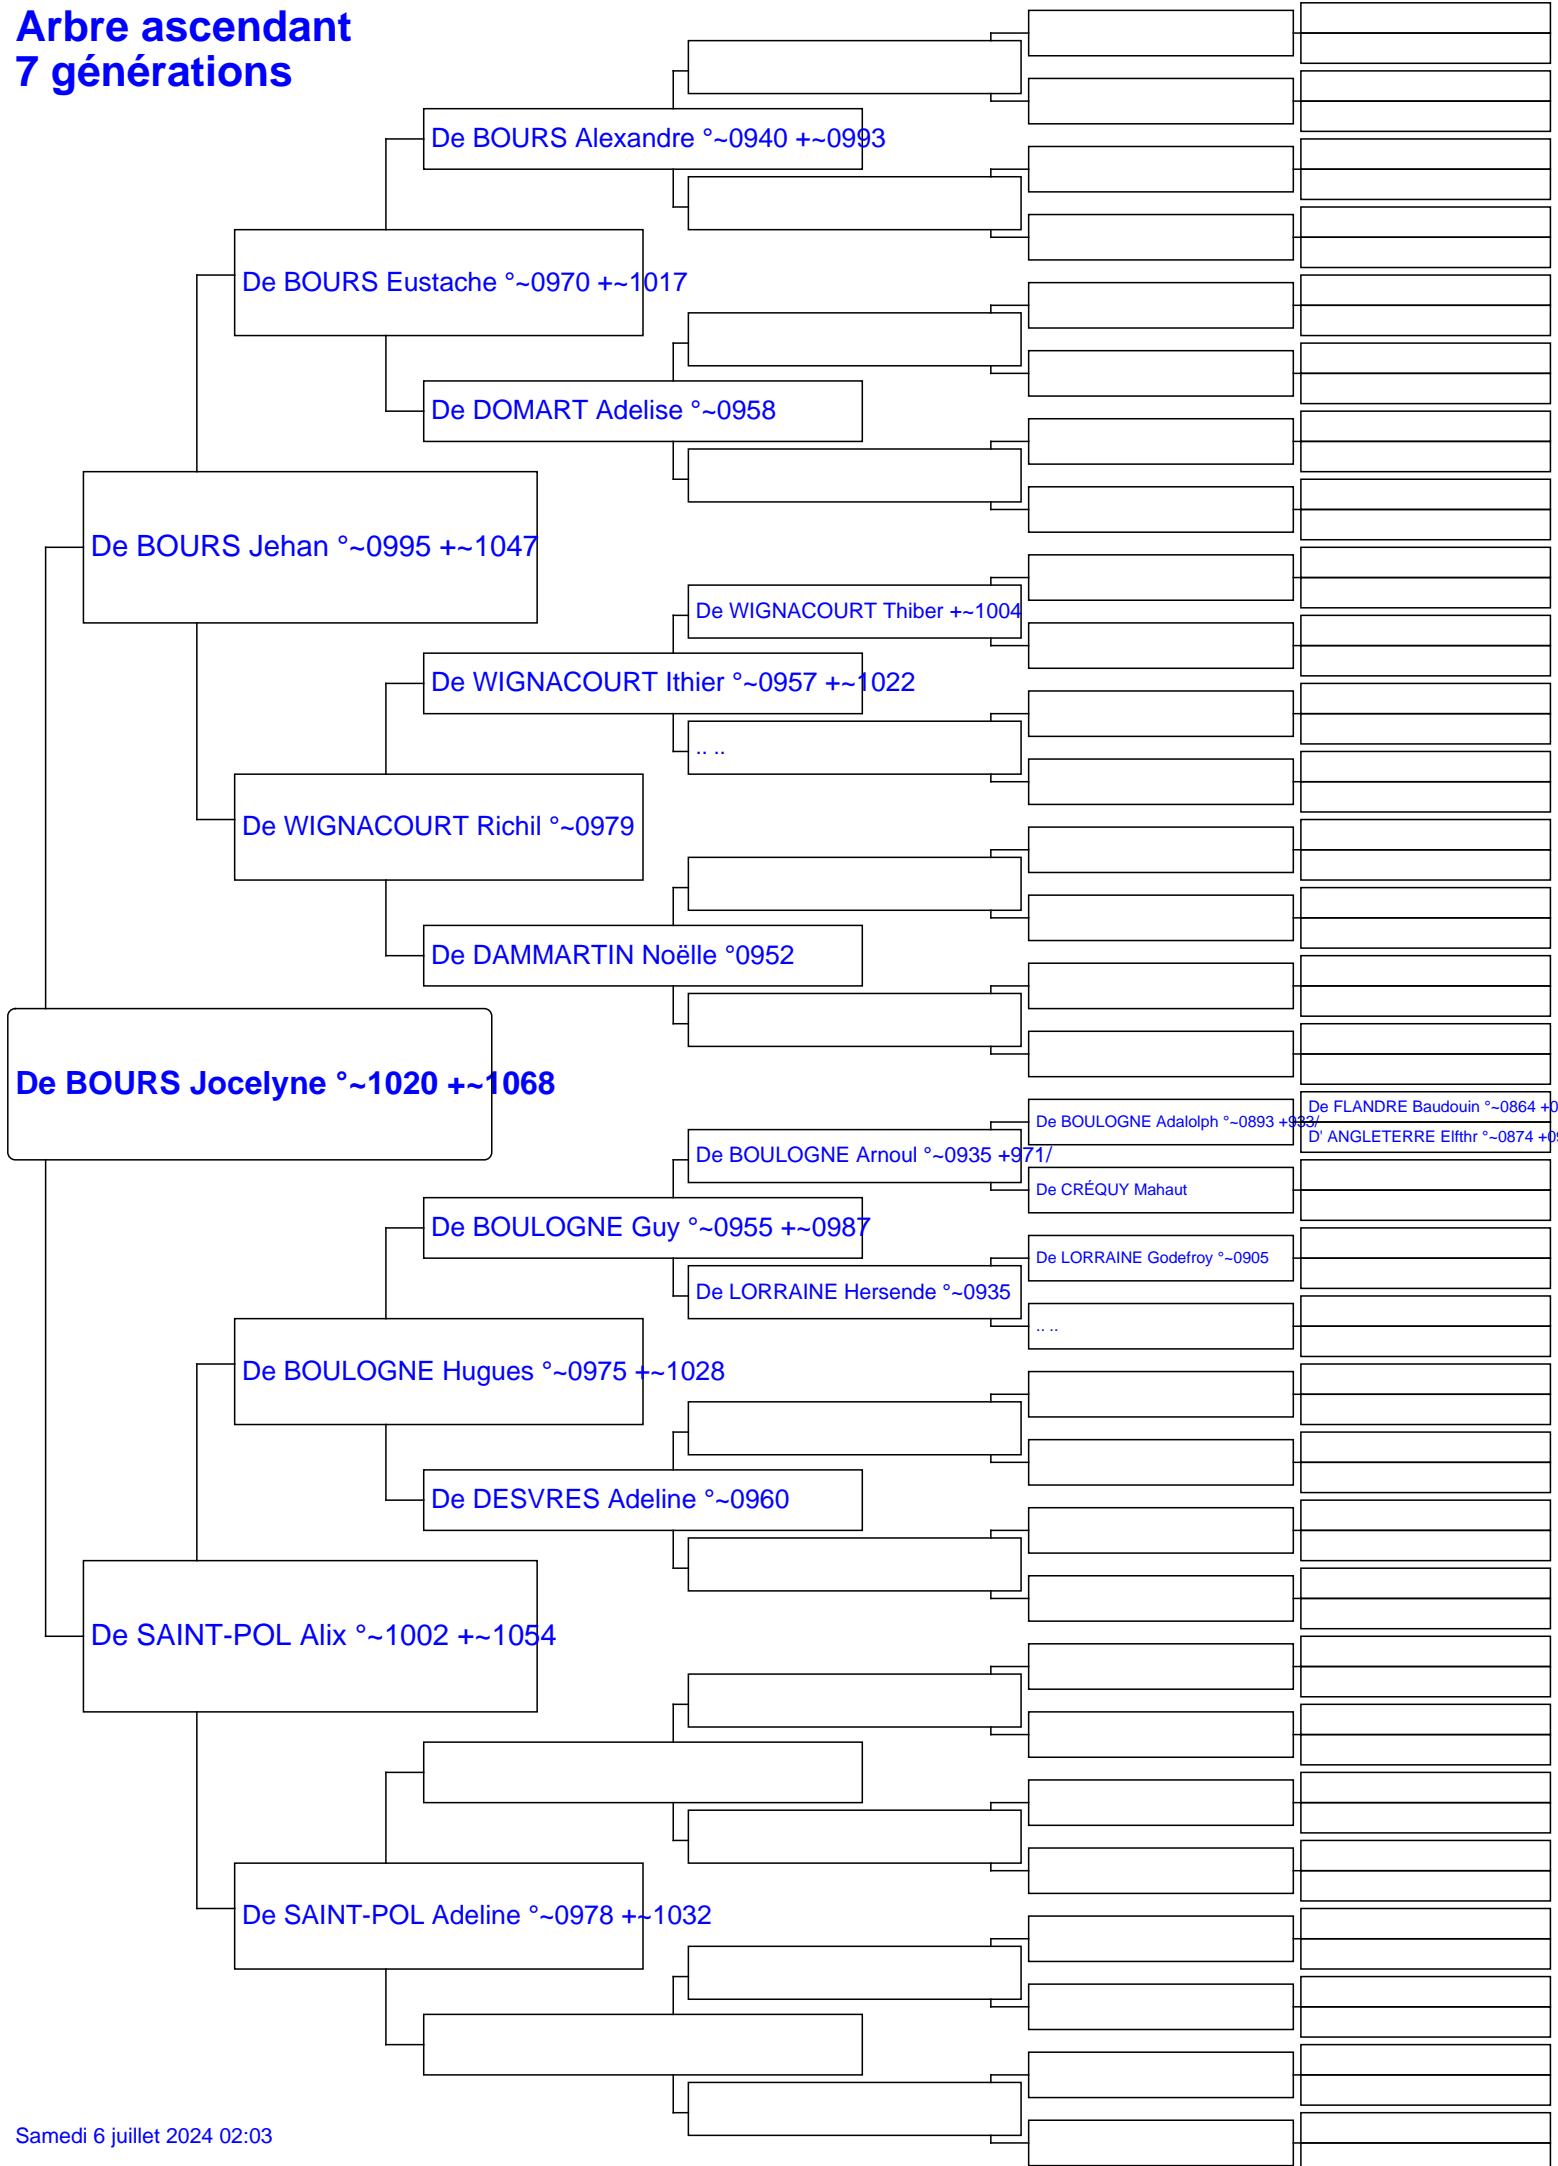 Arbre ascendant
7 générations
De BOURS Alexandre °~0940 +~0993
De BOURS Eustache °~0970 +~1017
De DOMART Adelise °~0958
De BOURS Jehan °~0995 +~1047
De WIGNACOURT Thiber +~1004
De WIGNACOURT Ithier °~0957 +~1022
.. ..
De WIGNACOURT Richil °~0979
De DAMMARTIN Noëlle °0952
De BOURS Jocelyne °~1020 +~1068
De FLANDRE Baudouin °~0864 +0
De BOULOGNE Adalolph °~0893 +933/
D' ANGLETERRE Elfthr °~0874 +09
De BOULOGNE Arnoul °~0935 +971/
De CRÉQUY Mahaut
De BOULOGNE Guy °~0955 +~0987
De LORRAINE Godefroy °~0905
De LORRAINE Hersende °~0935
.. ..
De BOULOGNE Hugues °~0975 +~1028
De DESVRES Adeline °~0960
De SAINT-POL Alix °~1002 +~1054
De SAINT-POL Adeline °~0978 +~1032
Samedi 6 juillet 2024 02:03